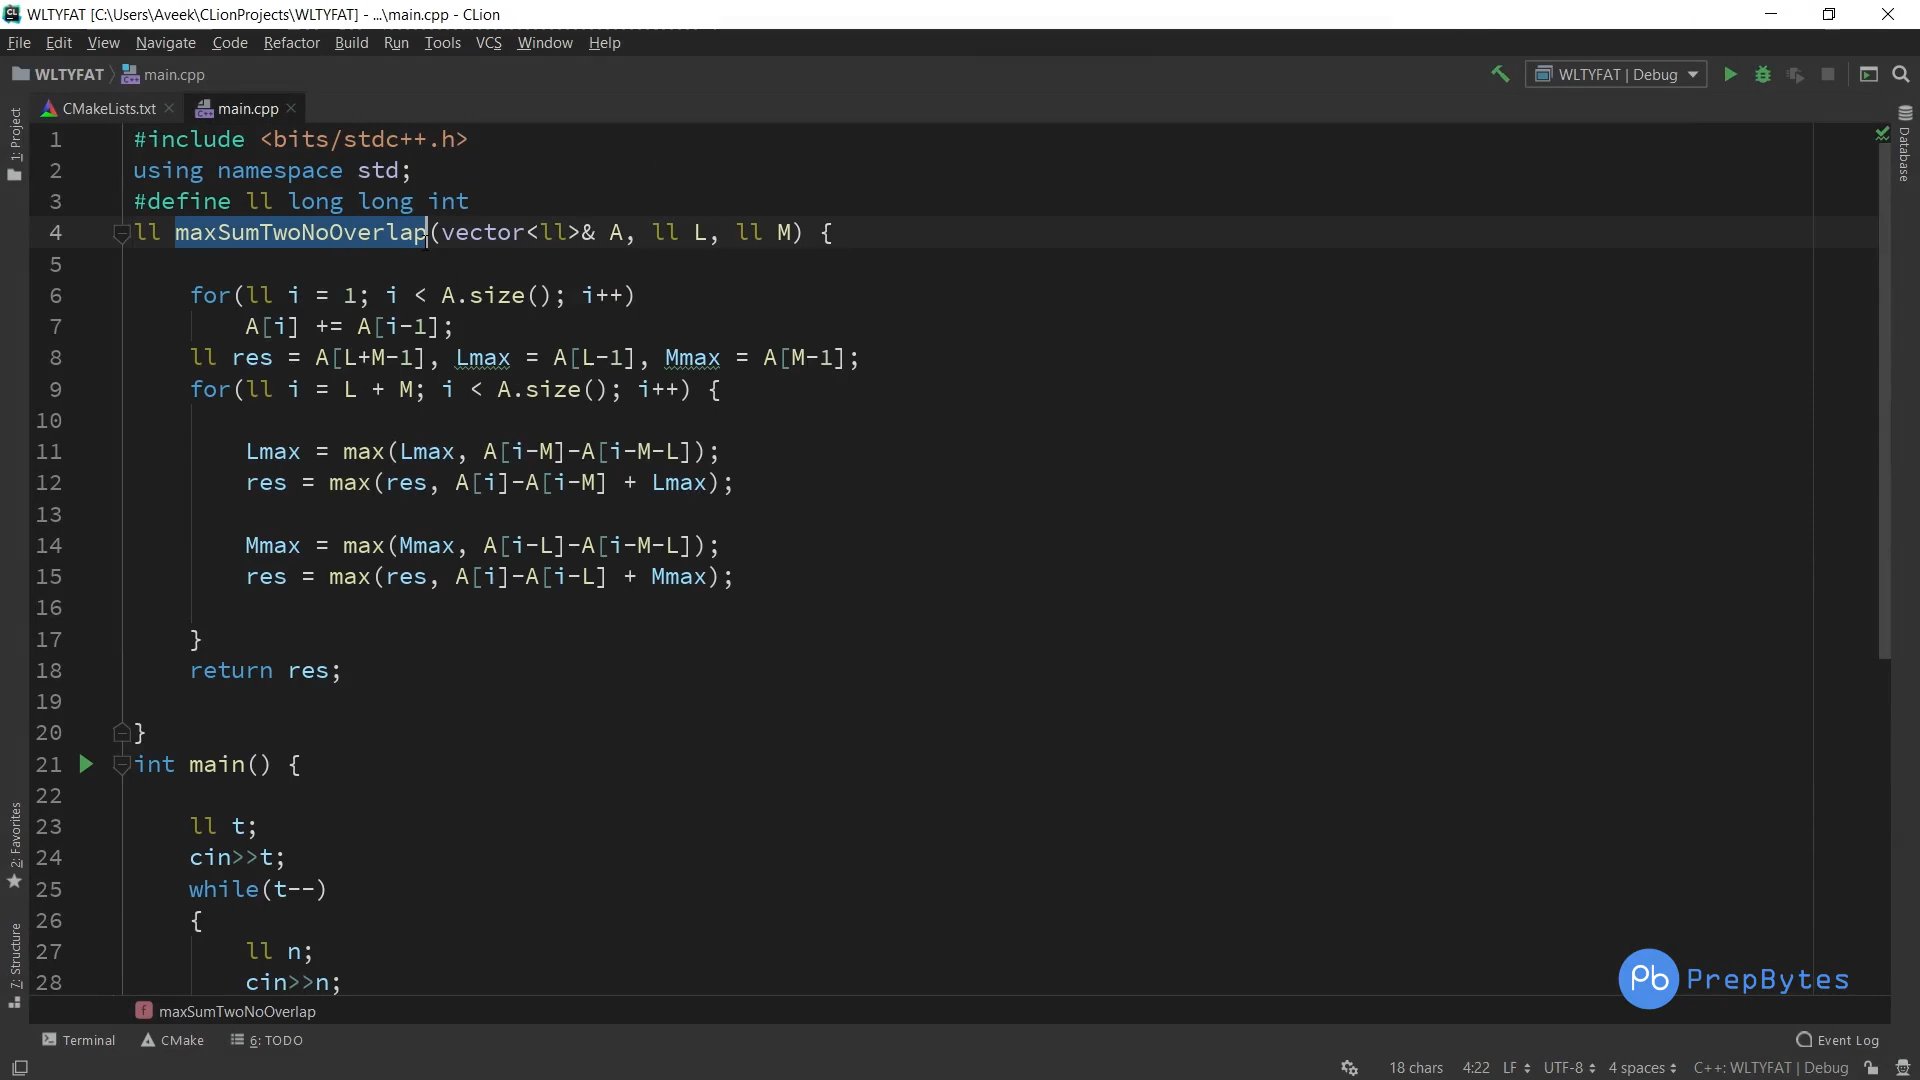 WLTYFAT [C:\Users\Aveek\CLionProjects\WLTYFAT] - ...\main.cpp - CLion
File Edit View Navigate Code Refactor Build Run Tools VCS Window Help
WLTYFAT main.cpp WLTYFAT | Debug
CMakeLists.txt main.cpp
1: Project
Database
1 #include <bits/stdc++.h>
2 using namespace std;
3 #define ll long long int
4 ll maxSumTwoNoOverlap(vector<ll>& A, ll L, ll M) {
5
6 for(ll i = 1; i < A.size(); i++)
7 A[i] += A[i-1];
8 ll res = A[L+M-1], Lmax = A[L-1], Mmax = A[M-1];
9 for(ll i = L + M; i < A.size(); i++) {
10
11 Lmax = max(Lmax, A[i-M]-A[i-M-L]);
12 res = max(res, A[i]-A[i-M] + Lmax);
13
14 Mmax = max(Mmax, A[i-L]-A[i-M-L]);
15 res = max(res, A[i]-A[i-L] + Mmax);
16
17 }
18 return res;
19
20 }
21 int main() {
22
23 ll t;
24 cin>>t;
25 while(t--)
26 {
27 ll n;
28 cin>>n;
2: Favorites
7: Structure
Pb PrepBytes
f maxSumTwoNoOverlap
Terminal CMake 6: TODO Event Log
18 chars 4:22 LF UTF-8 4 spaces C++: WLTYFAT | Debug